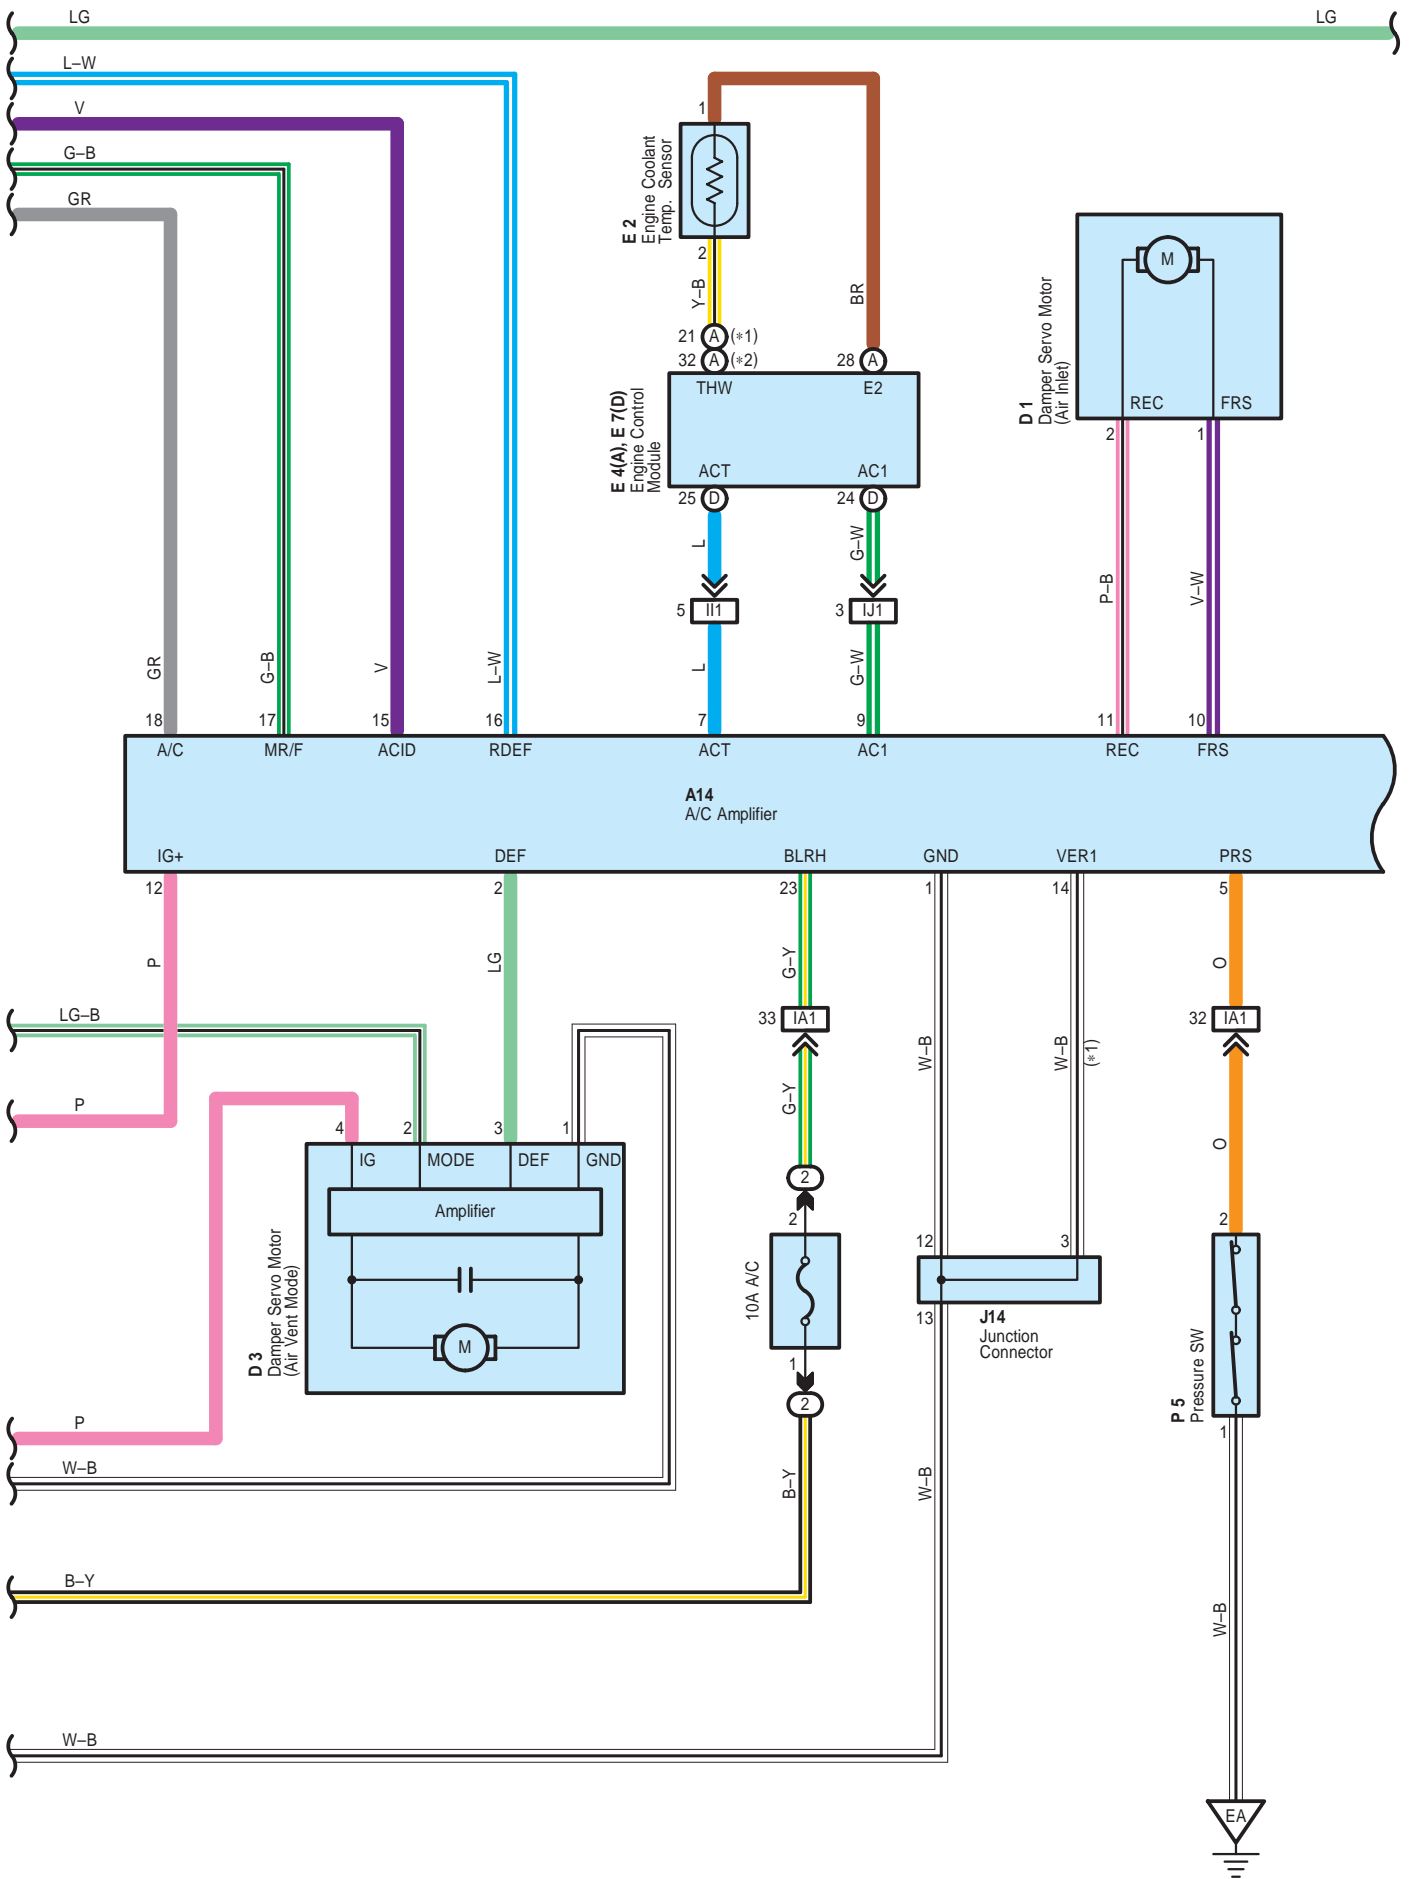 LG LG
L–W
V
G–B
GR
1
E 2
Engine Coolant
Temp. Sensor
2
Y–B
BR
21 A (*1)
32 A (*2) 28 A
THW E2
E 4(A), E 7(D)
Engine Control
Module
ACT AC1
25 D 24 D
L G–W
5 II1 3 IJ1
L G–W
D 1
Damper Servo Motor
(Air Inlet)
M
REC FRS
2 1
P–B V–W
GR G–B V L–W
18 17 15 16 7 9 11 10
A/C MR/F ACID RDEF ACT AC1 REC FRS
A14
A/C Amplifier
IG+ DEF BLRH GND VER1 PRS
12 2 23 1 14 5
P LG G–Y O
33 IA1 32 IA1
LG–B
G–Y W–B W–B (*1) O
P
4 2 3 1
IG MODE DEF GND
Amplifier
M
D 3
Damper Servo Motor
(Air Vent Mode)
2
2
10A A/C
1
2
12 3
13
J14
Junction
Connector
2
P 5
Pressure SW
1
P
W–B
B–Y W–B
B–Y
W–B
W–B
EA